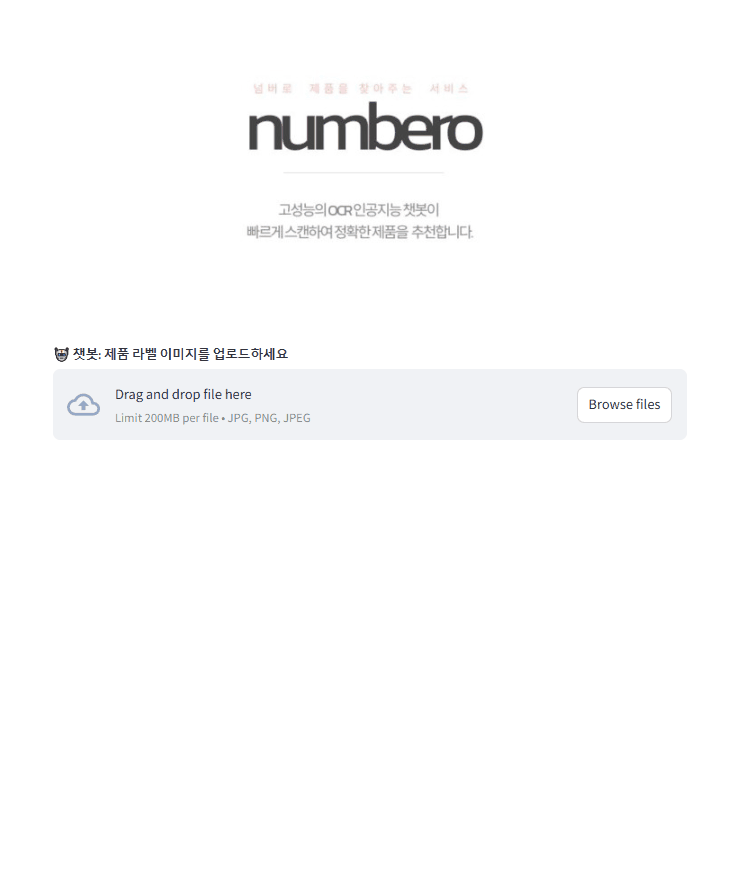 넘버로 제품을 찾아주는 서비스
numbero
고성능의 OCR 인공지능 챗봇이
빠르게 스캔하여 정확한 제품을 추천합니다.
챗봇: 제품 라벨 이미지를 업로드하세요
Drag and drop file here
Limit 200MB per file • JPG, PNG, JPEG
Browse files